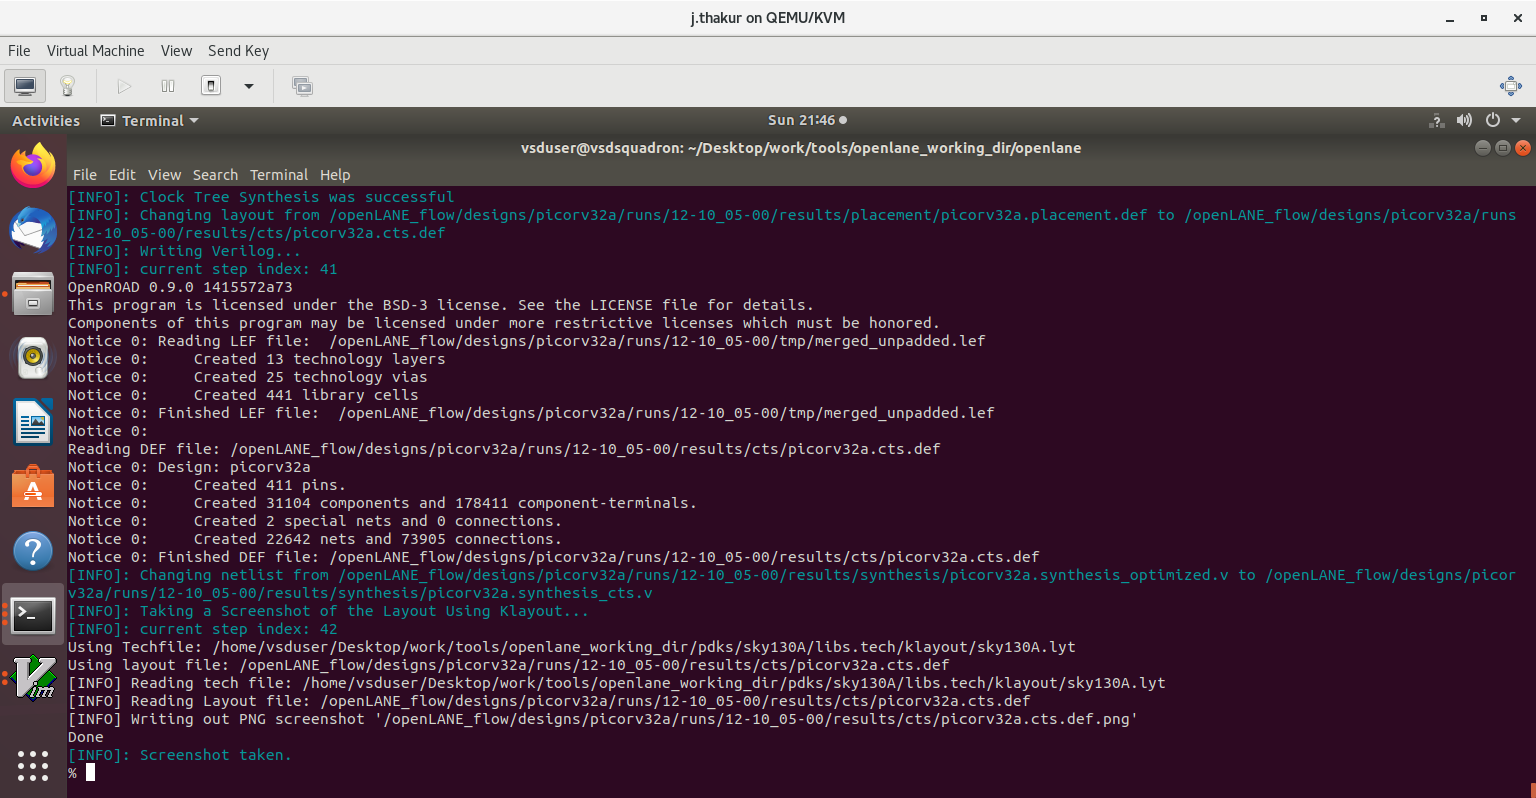 j.thakur on QEMU/KVM
File Virtual Machine View Send Key
Activities Terminal Sun 21:46
vsduser@vsdsquadron: ~/Desktop/work/tools/openlane_working_dir/openlane
File Edit View Search Terminal Help
[INFO]: Clock Tree Synthesis was successful
[INFO]: Changing layout from /openLANE_flow/designs/picorv32a/runs/12-10_05-00/results/placement/picorv32a.placement.def to /openLANE_flow/designs/picorv32a/runs
/12-10_05-00/results/cts/picorv32a.cts.def
[INFO]: Writing Verilog...
[INFO]: current step index: 41
OpenROAD 0.9.0 1415572a73
This program is licensed under the BSD-3 license. See the LICENSE file for details.
Components of this program may be licensed under more restrictive licenses which must be honored.
Notice 0: Reading LEF file:  /openLANE_flow/designs/picorv32a/runs/12-10_05-00/tmp/merged_unpadded.lef
Notice 0:     Created 13 technology layers
Notice 0:     Created 25 technology vias
Notice 0:     Created 441 library cells
Notice 0: Finished LEF file:  /openLANE_flow/designs/picorv32a/runs/12-10_05-00/tmp/merged_unpadded.lef
Notice 0:
Reading DEF file: /openLANE_flow/designs/picorv32a/runs/12-10_05-00/results/cts/picorv32a.cts.def
Notice 0: Design: picorv32a
Notice 0:     Created 411 pins.
Notice 0:     Created 31104 components and 178411 component-terminals.
Notice 0:     Created 2 special nets and 0 connections.
Notice 0:     Created 22642 nets and 73905 connections.
Notice 0: Finished DEF file: /openLANE_flow/designs/picorv32a/runs/12-10_05-00/results/cts/picorv32a.cts.def
[INFO]: Changing netlist from /openLANE_flow/designs/picorv32a/runs/12-10_05-00/results/synthesis/picorv32a.synthesis_optimized.v to /openLANE_flow/designs/picor
v32a/runs/12-10_05-00/results/synthesis/picorv32a.synthesis_cts.v
[INFO]: Taking a Screenshot of the Layout Using Klayout...
[INFO]: current step index: 42
Using Techfile: /home/vsduser/Desktop/work/tools/openlane_working_dir/pdks/sky130A/libs.tech/klayout/sky130A.lyt
Using layout file: /openLANE_flow/designs/picorv32a/runs/12-10_05-00/results/cts/picorv32a.cts.def
[INFO] Reading tech file: /home/vsduser/Desktop/work/tools/openlane_working_dir/pdks/sky130A/libs.tech/klayout/sky130A.lyt
[INFO] Reading Layout file: /openLANE_flow/designs/picorv32a/runs/12-10_05-00/results/cts/picorv32a.cts.def
[INFO] Writing out PNG screenshot '/openLANE_flow/designs/picorv32a/runs/12-10_05-00/results/cts/picorv32a.cts.def.png'
Done
[INFO]: Screenshot taken.
%